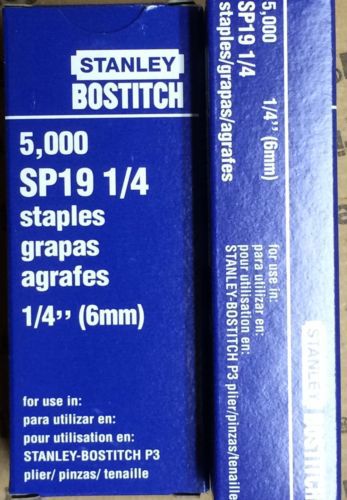 STANLEY
BOSTITCH
5,000
SP19 1/4
staples
grapas
agrafes
1/4” (6mm)
for use in:
para utilizar en:
pour utilisation en:
STANLEY-BOSTITCH P3
plier/ pinzas/ tenaille
5,000
SP19 1/4
staples/grapas/agrafes
1/4” (6mm)
for use in:
para utilizar en:
pour utilisation en:
STANLEY-BOSTITCH P3 plier/pinzas/tenaille
STANLEY